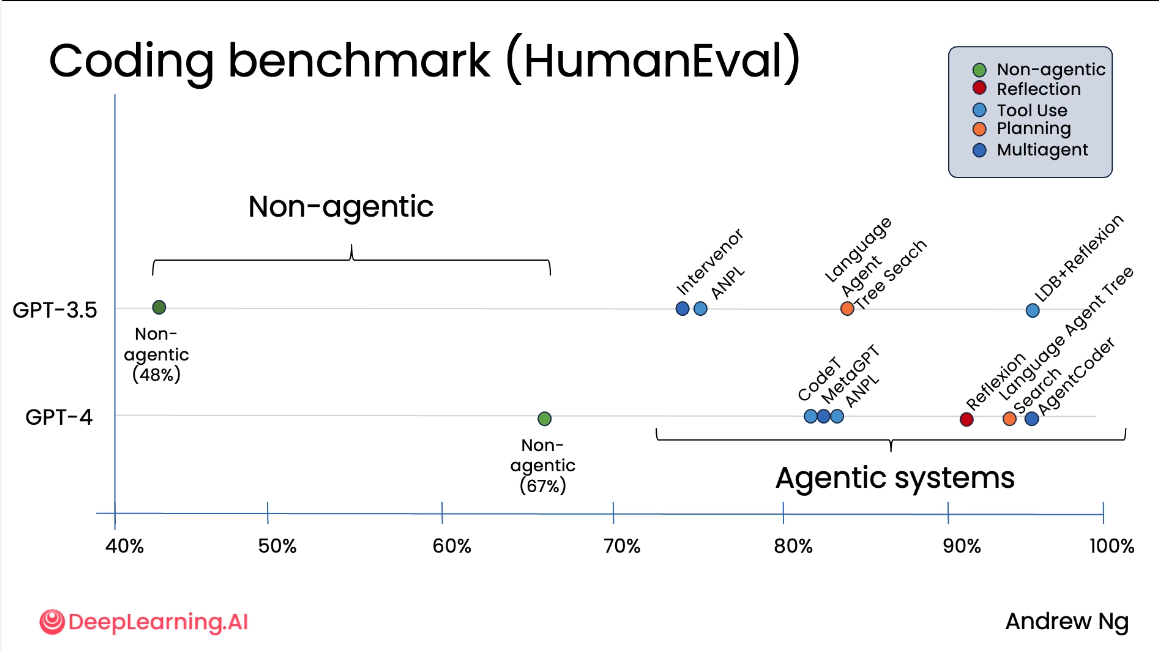 Coding benchmark (HumanEval)
Non-agentic
Reflection
Tool Use
Planning
Multiagent
Non-agentic
GPT-3.5
Non-
agentic
(48%)
Intervenor
ANPL
Language
Agent
Tree Seach
LDB+Reflexion
GPT-4
Non-
agentic
(67%)
CodeT
MetaGPT
ANPL
Reflexion
Language Agent Tree
Search
AgentCoder
Agentic systems
40%
50%
60%
70%
80%
90%
100%
DeepLearning.AI
Andrew Ng